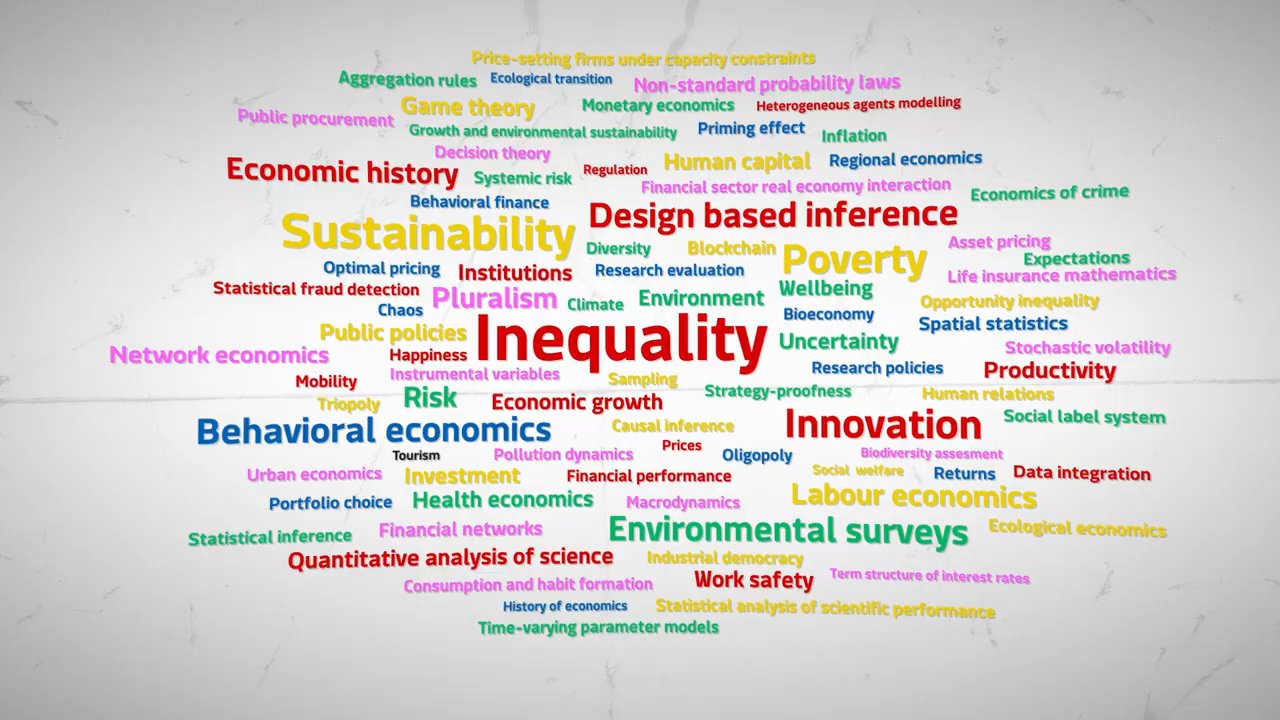 Price-setting firms under capacity constraints
Aggregation rules Ecological transition Non-standard probability laws
Game theory Monetary economics Heterogeneous agents modelling
Public procurement Growth and environmental sustainability Priming effect Inflation
Decision theory Human capital Regional economics
Economic history Systemic risk Regulation Financial sector real economy interaction Economics of crime
Behavioral finance Design based inference
Sustainability Diversity Blockchain Poverty Asset pricing
Expectations
Optimal pricing Institutions Research evaluation Life insurance mathematics
Statistical fraud detection Pluralism Climate Environment Wellbeing Opportunity inequality
Chaos Bioeconomy Spatial statistics
Public policies Inequality Uncertainty Stochastic volatility
Network economics Happiness Research policies Productivity
Mobility Instrumental variables Sampling Strategy-proofness Human relations
Triopoly Risk Economic growth Social label system
Behavioral economics Causal inference Innovation
Prices
Tourism Pollution dynamics Oligopoly Biodiversity assesment
Urban economics Investment Financial performance Social welfare Returns Data integration
Portfolio choice Health economics Macrodynamics Labour economics
Statistical inference Financial networks Environmental surveys Ecological economics
Quantitative analysis of science Industrial democracy
Consumption and habit formation Work safety Term structure of interest rates
History of economics Statistical analysis of scientific performance
Time-varying parameter models